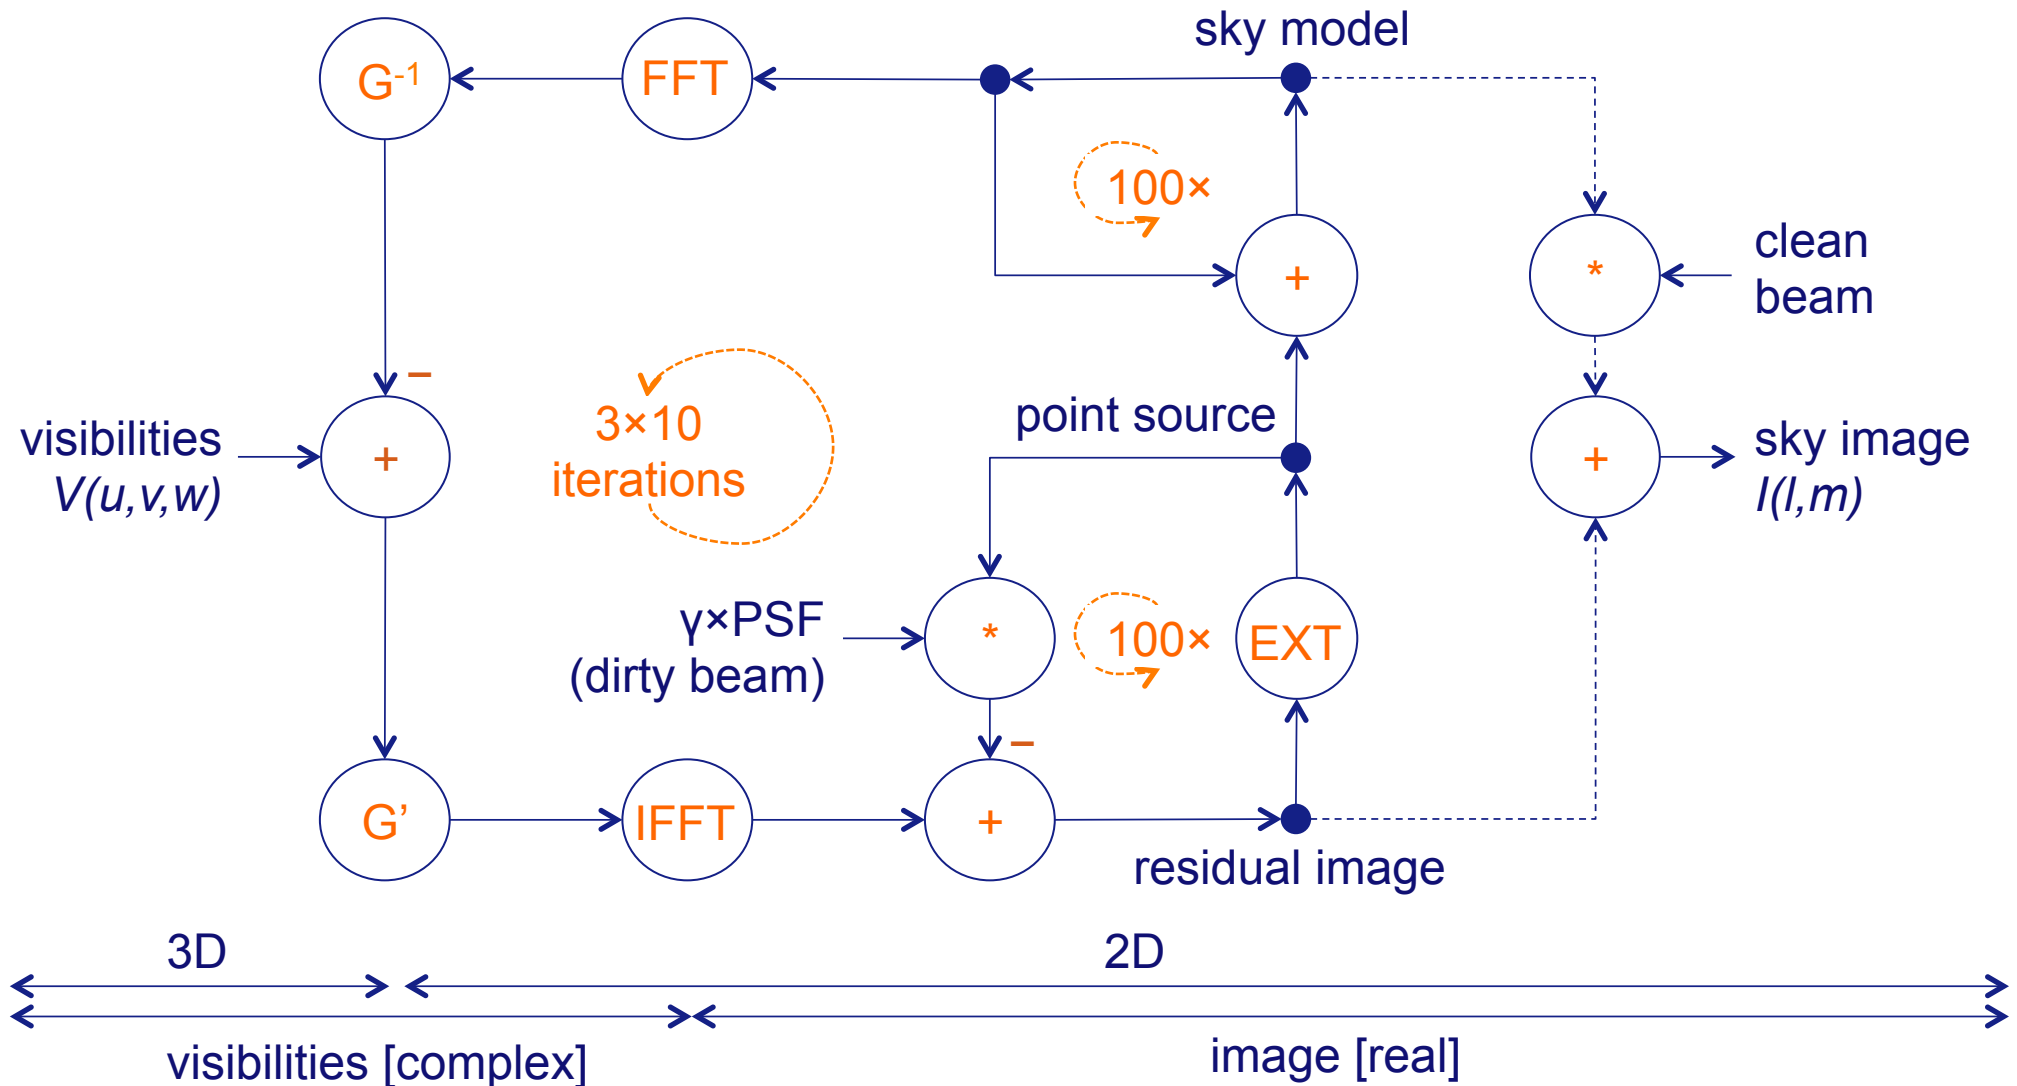 sky model
G-1
FFT
100×
+
*
clean
beam
–
visibilities
V(u,v,w)
+
3×10
iterations
point source
+
sky image
I(l,m)
γ×PSF
(dirty beam)
*
100×
EXT
–
G’
IFFT
+
residual image
3D
2D
visibilities [complex]
image [real]